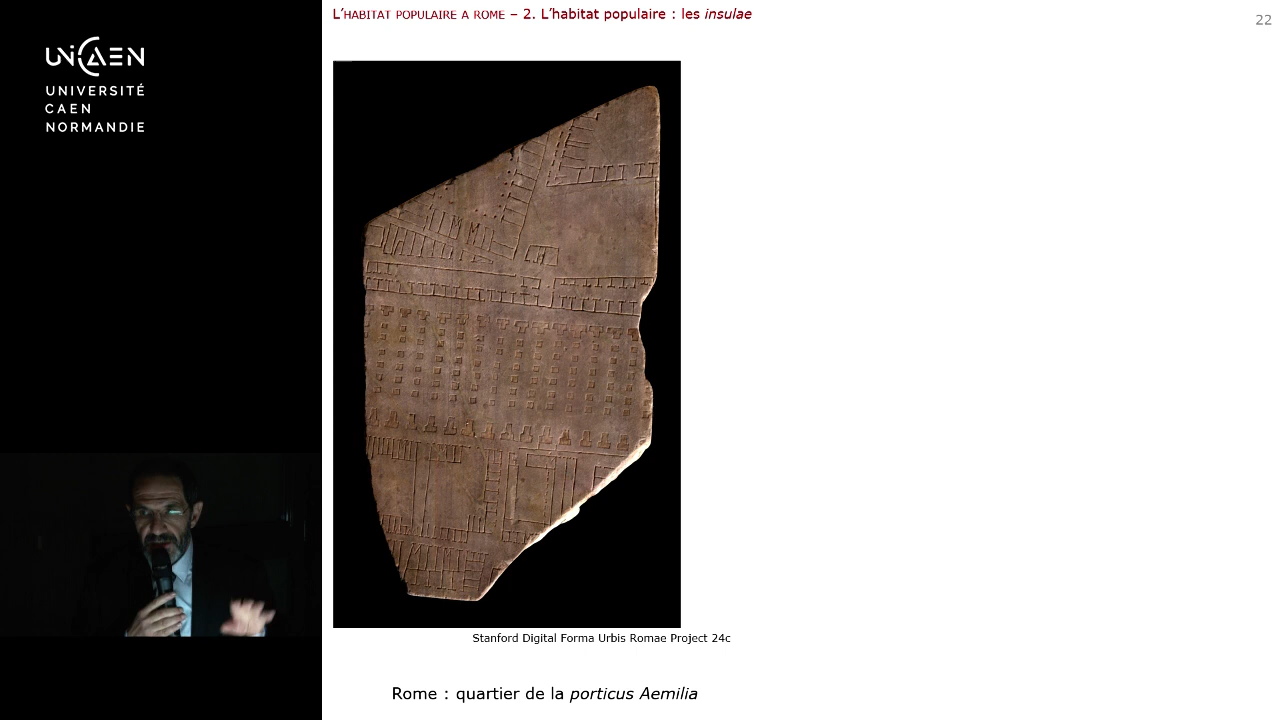 L'HABITAT POPULAIRE A ROME – 2. L'habitat populaire : les insulae
22
UNICAEN
UNIVERSITÉ
CAEN
NORMANDIE
Stanford Digital Forma Urbis Romae Project 24c
Rome : quartier de la porticus Aemilia